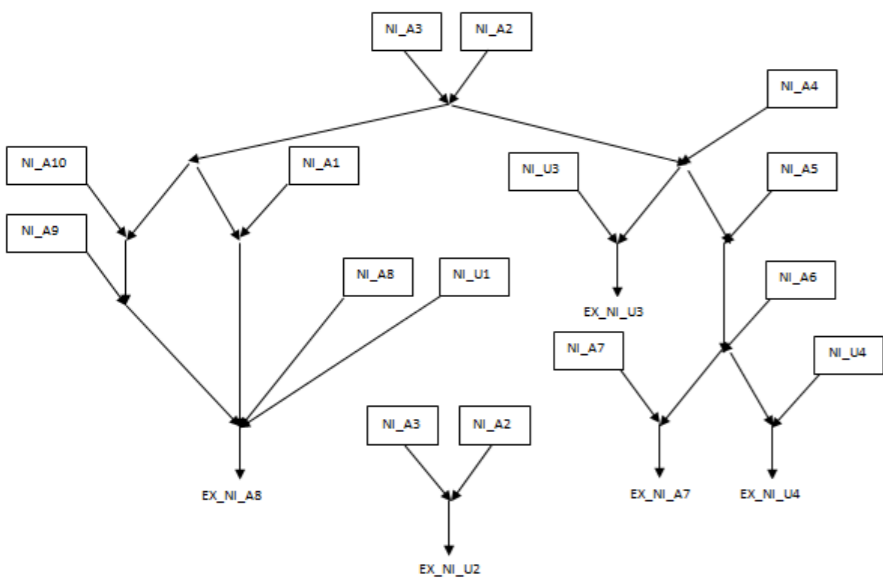 NI_A3
NI_A2
NI_A4
NI_A10
NI_A1
NI_U3
NI_A5
NI_A9
NI_A8
NI_U1
NI_A6
EX_NI_U3
NI_A7
NI_U4
NI_A3
NI_A2
EX_NI_A8
EX_NI_A7
EX_NI_U4
EX_NI_U2